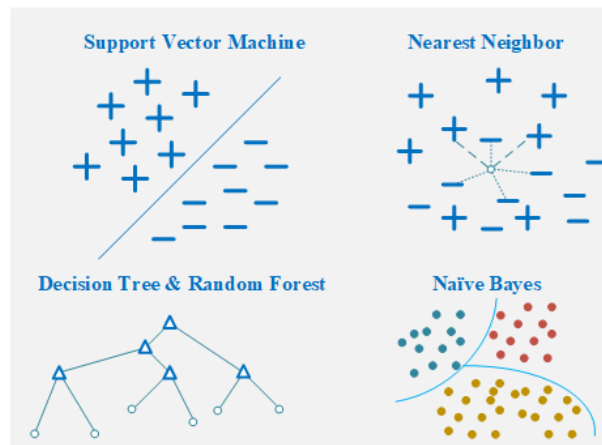 Support Vector Machine
Nearest Neighbor
Decision Tree & Random Forest
Naïve Bayes